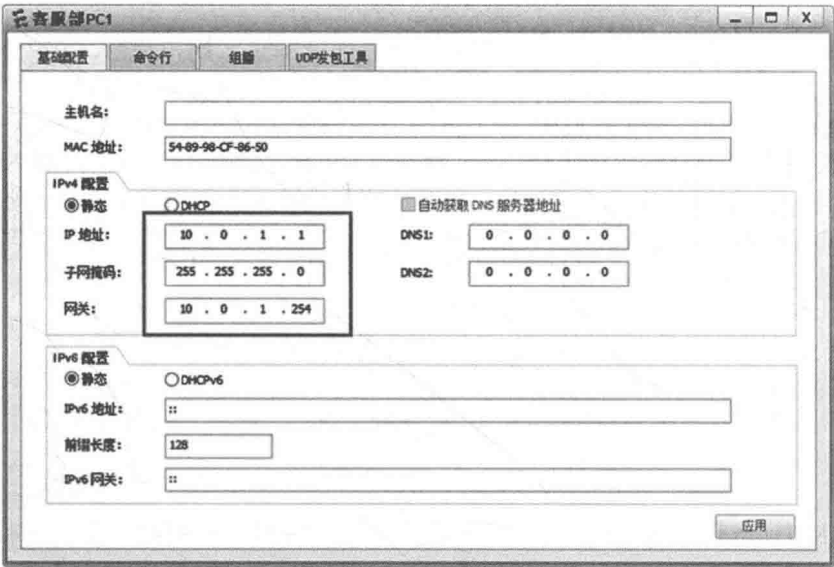 客服部PC1
基础配置 命令行 组播 UDP发包工具
主机名：
MAC 地址： 54-89-98-CF-86-50
IPv4 配置
静态 DHCP 自动获取 DNS 服务器地址
IP 地址： 10 . 0 . 1 . 1 DNS1： 0 . 0 . 0 . 0
子网掩码： 255 . 255 . 255 . 0 DNS2： 0 . 0 . 0 . 0
网关： 10 . 0 . 1 . 254
IPv6 配置
静态 DHCPv6
IPv6 地址： ::
前缀长度： 128
IPv6 网关： ::
应用